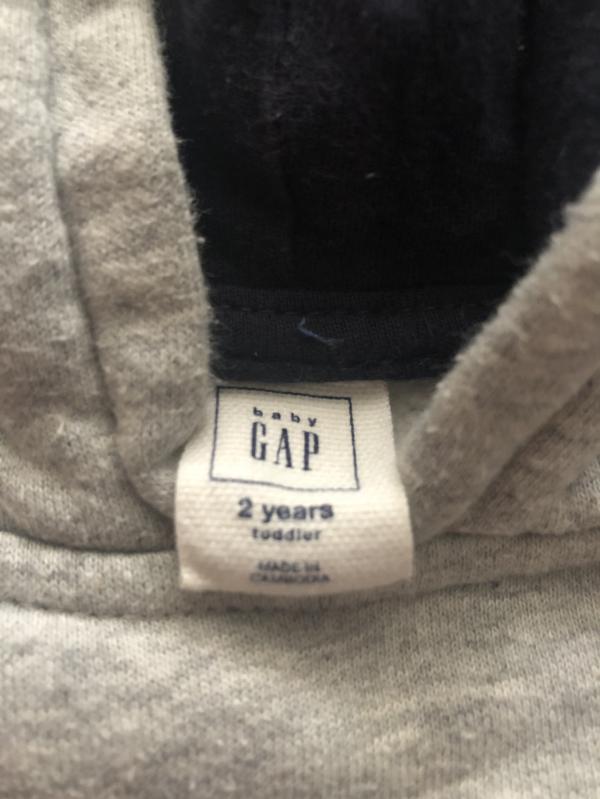 baby
GAP
2 years
toddler
MADE IN
CAMBODIA